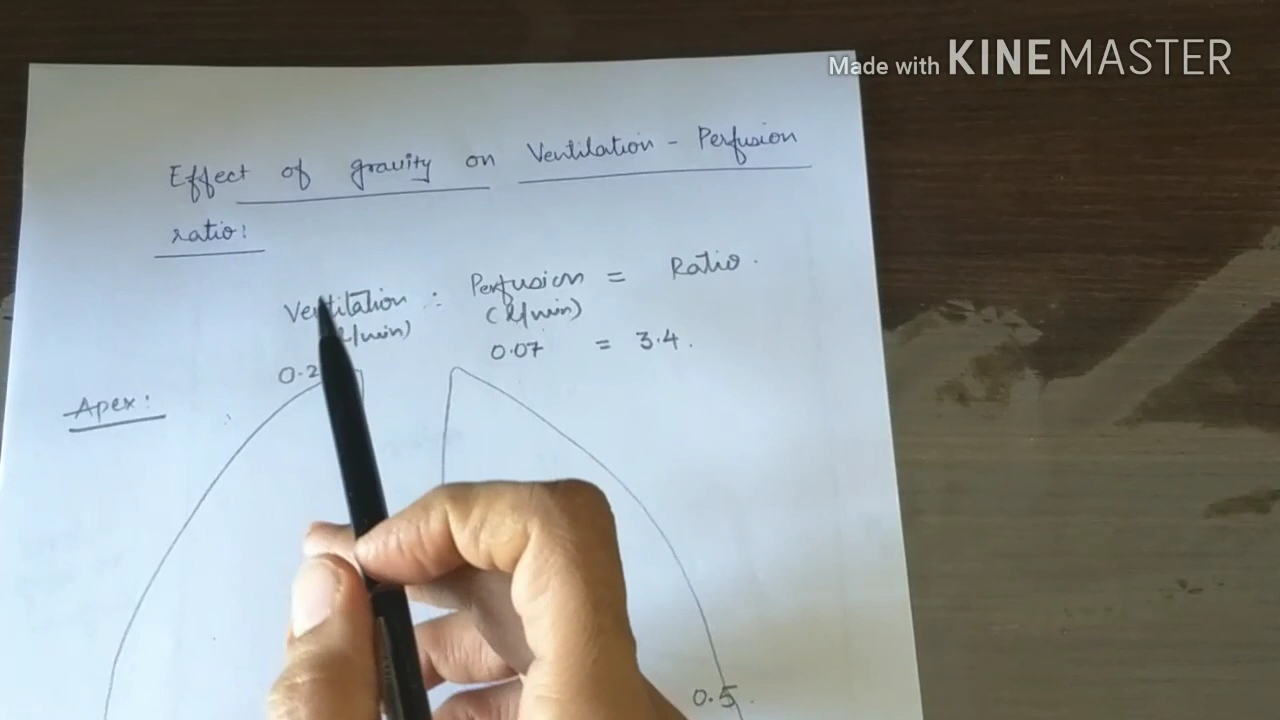 Made with KINEMASTER
Effect of gravity on Ventilation - Perfusion
ratio:
Ventilation : Perfusion = Ratio.
(l/min)
0.07 = 3.4.
Apex:
0.5.